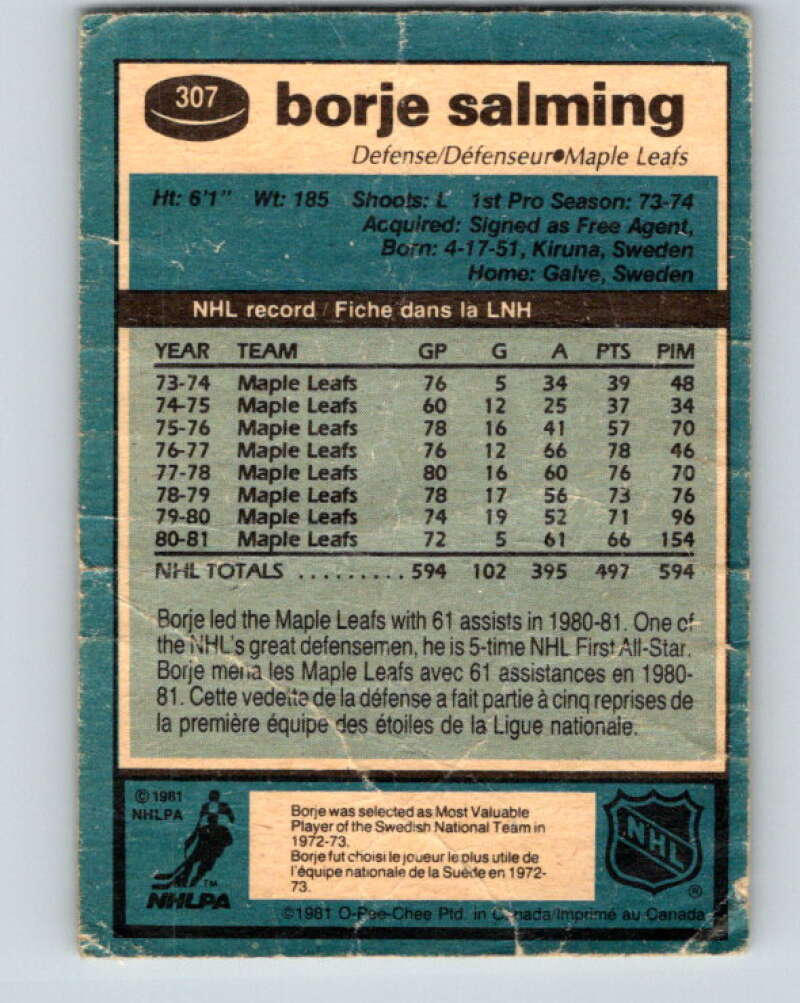 307
borje salming
Defense/Défenseur●Maple Leafs
Ht: 6'1" Wt: 185 Shoots: L 1st Pro Season: 73-74
Acquired: Signed as Free Agent,
Born: 4-17-51, Kiruna, Sweden
Home: Galve, Sweden
NHL record / Fiche dans la LNH
YEAR TEAM GP G A PTS PIM
73-74 Maple Leafs 76 5 34 39 48
74-75 Maple Leafs 60 12 25 37 34
75-76 Maple Leafs 78 16 41 57 70
76-77 Maple Leafs 76 12 66 78 46
77-78 Maple Leafs 80 16 60 76 70
78-79 Maple Leafs 78 17 56 73 76
79-80 Maple Leafs 74 19 52 71 96
80-81 Maple Leafs 72 5 61 66 154
NHL TOTALS .......... 594 102 395 497 594
Borje led the Maple Leafs with 61 assists in 1980-81. One of
the NHL's great defensemen, he is 5-time NHL First All-Star.
Borje mena les Maple Leafs avec 61 assistances en 1980-
81. Cette vedette de la défense a fait partie à cinq reprises de
la première équipe des étoiles de la Ligue nationale.
© 1981
NHLPA
TM
NHLPA
Borje was selected as Most Valuable
Player of the Swedish National Team in
1972-73.
Borje fut choisi le joueur le plus utile de
l'équipe nationale de la Suède en 1972-
73.
NHL
®
©1981 O-Pee-Chee Ptd. in Canada/Imprimé au Canada